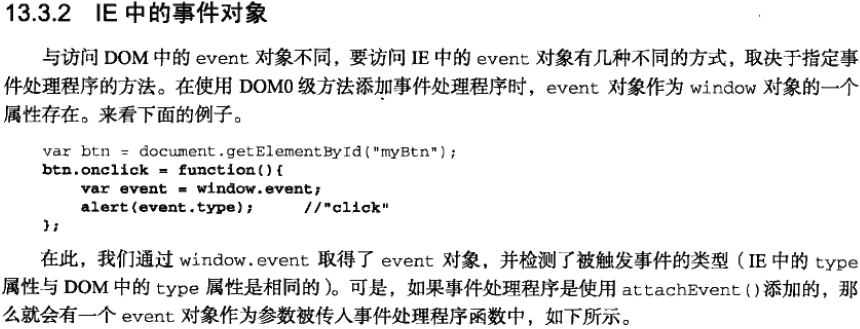 13.3.2 IE 中的事件对象
与访问 DOM 中的 event 对象不同，要访问 IE 中的 event 对象有几种不同的方式，取决于指定事
件处理程序的方法。在使用 DOM0 级方法添加事件处理程序时，event 对象作为 window 对象的一个
属性存在。来看下面的例子。
var btn = document.getElementById("myBtn");
btn.onclick = function(){
    var event = window.event;
    alert(event.type);     //"click"
};
在此，我们通过 window.event 取得了 event 对象，并检测了被触发事件的类型（IE 中的 type
属性与 DOM 中的 type 属性是相同的）。可是，如果事件处理程序是使用 attachEvent()添加的，那
么就会有一个 event 对象作为参数被传入事件处理程序函数中，如下所示。